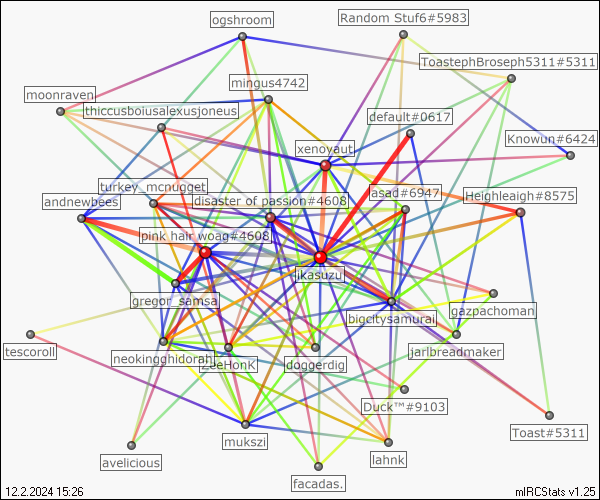 ogshroom
Random Stuf6#5983
ToastephBroseph5311#5311
mingus4742
moonraven
thiccusboiusalexusjoneus
default#0617
Knowun#6424
xenoyaut
turkey_mcnugget
asad#6947
Heighleigh#8575
andnewbees
disaster of passion#4608
pink hair woag#4608
ikasuzu
gregor_samsa
gazpachoman
bigcitysamurai
tescoroll
neokingghidorah
ZeeHonk
idoggerdig
jarlbreadmaker
Duck™#9103
Toast#5311
mukszi
avelicious
lahnk
facadas.
12.2.2024 15:26
mIRCStats v1.25